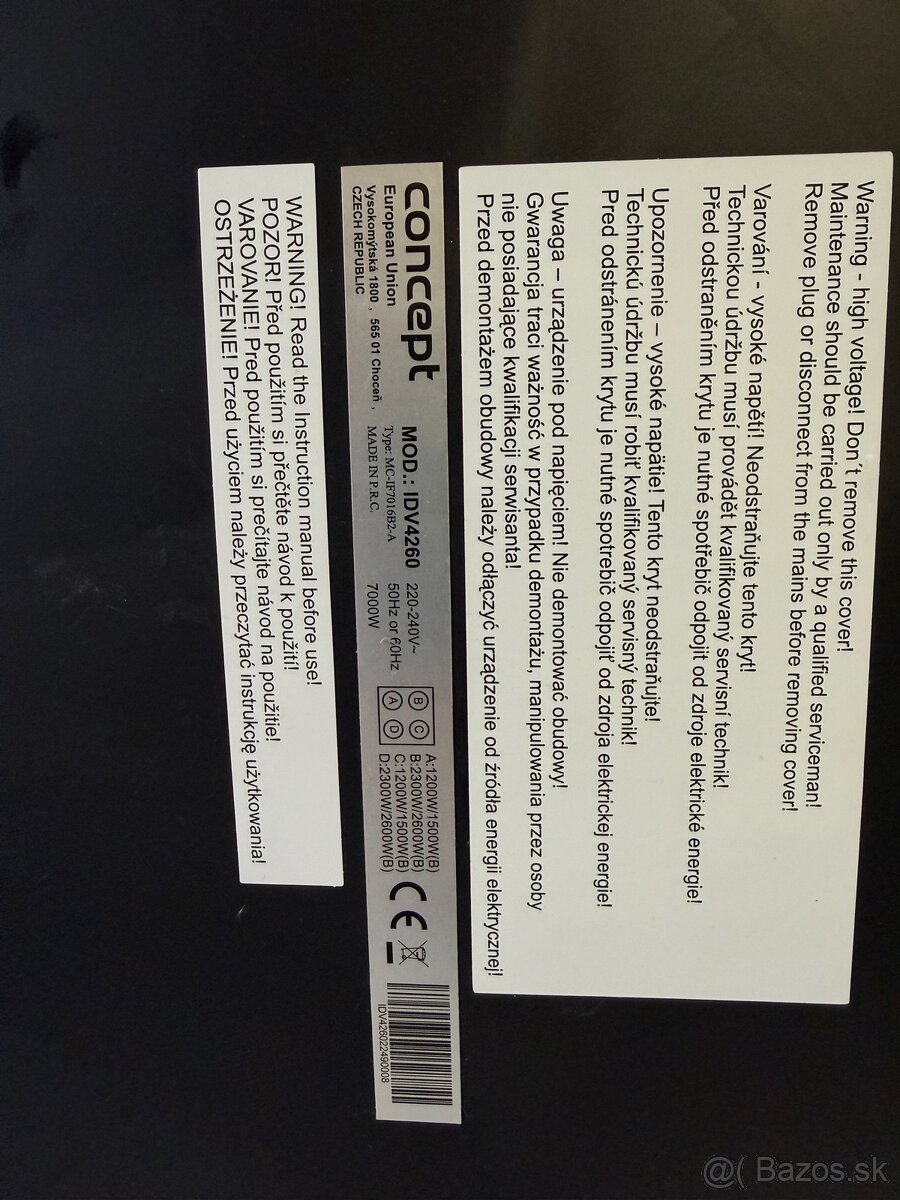 Warning - high voltage! Don´t remove this cover!
Maintenance should be carried out only by a qualified serviceman!
Remove plug or disconnect from the mains before removing cover!
Varování - vysoké napětí! Neodstraňujte tento kryt!
Technickou údržbu musí provádět kvalifikovaný servisní technik!
Před odstraněním krytu je nutné spotřebič odpojit od zdroje elektrické energie!
Upozornenie – vysoké napätie! Tento kryt neodstraňujte!
Technickú údržbu musí robiť kvalifikovaný servisný technik!
Pred odstránením krytu je nutné spotrebič odpojiť od zdroja elektrickej energie!
Uwaga – urządzenie pod napięciem! Nie demontować obudowy!
Gwarancja traci ważność w przypadku demontażu, manipulowania przez osoby
nie posiadające kwalifikacji serwisanta!
Przed demontażem obudowy należy odłączyć urządzenie od źródła energii elektrycznej!
concept
European Union
Vysokomýtská 1800 , 565 01 Choceň ,
CZECH REPUBLIC
MOD.: IDV4260
Type: MC-IF7016B2-A
MADE IN P.R.C.
220-240V~
50Hz or 60Hz
7000W
B C
A D
A:1200W/1500W(B)
B:2300W/2600W(B)
C:1200W/1500W(B)
D:2300W/2600W(B)
CE
IDV426022490008
WARNING! Read the Instruction manual before use!
POZOR! Před použitím si přečtěte návod k použití!
VAROVANIE! Pred použitím si prečítajte návod na použitie!
OSTRZEŻENIE! Przed użyciem należy przeczytać instrukcję użytkowania!
@( Bazos.sk